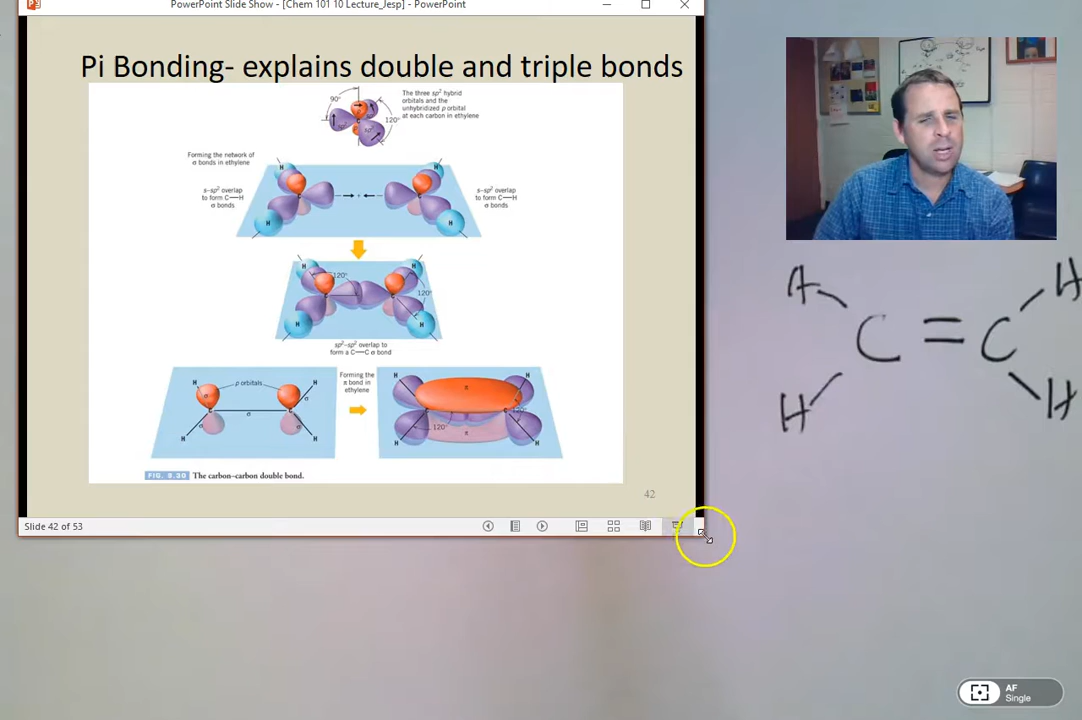 PowerPoint Slide Show - [Chem 101 10 Lecture_Jesp] - PowerPoint
Pi Bonding- explains double and triple bonds
90°
120°
The three sp² hybrid
orbitals and the
unhybridized p orbital
at each carbon in ethylene
Forming the network of
σ bonds in ethylene
s–sp² overlap
to form C—H
σ bonds
H
H
C
C
H
H
s–sp² overlap
to form C—H
σ bonds
H
H
120°
C
C
120°
H
H
sp²–sp² overlap to
form a C—C σ bond
H
p orbitals
H
σ
σ
C
σ
C
σ
σ
H
H
Forming the
π bond in
ethylene
H
π
H
C
C
120°
120°
π
H
H
FIG. 9.30 The carbon–carbon double bond.
42
Slide 42 of 53
H H
C = C
H H
AF
Single